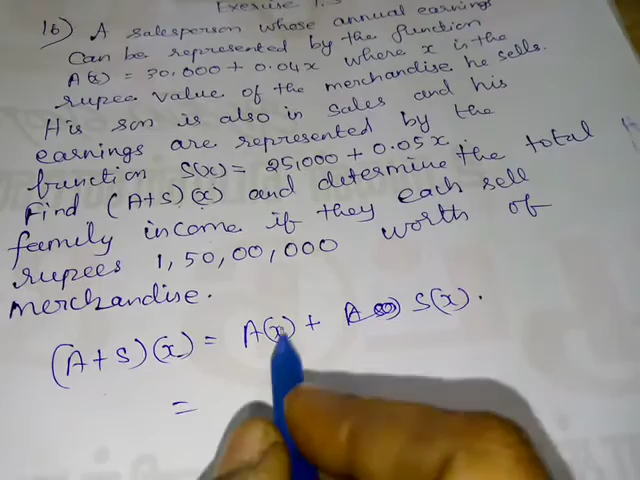 Exercise 1.3
16) A salesperson whose annual earnings
can be represented by the function
A(x) = 30,000 + 0.04x where x is the
rupee value of the merchandise he sells.
His son is also in sales and his
earnings are represented by the
function S(x) = 25,000 + 0.05x.
Find (A+S)(x) and determine the total
family income if they each sell
rupees 1,50,00,000 worth of
merchandise.
(A+S)(x) = A(x) + S(x).
=